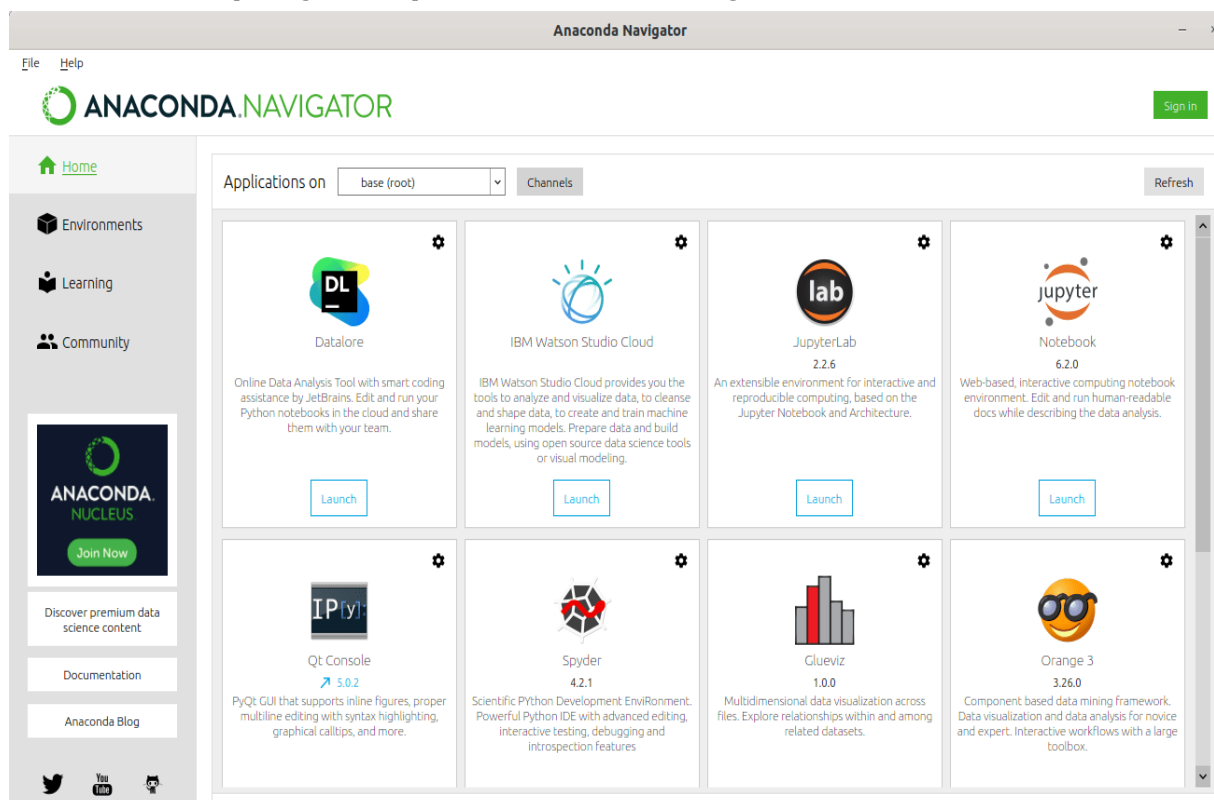 Anaconda Navigator
File Help
ANACONDA.NAVIGATOR
Sign in
Home
Environments
Learning
Community
ANACONDA.
NUCLEUS
Join Now
Discover premium data
science content
Documentation
Anaconda Blog
You
Tube
Applications on base (root) Channels Refresh
DL
Datalore
Online Data Analysis Tool with smart coding
assistance by JetBrains. Edit and run your
Python notebooks in the cloud and share
them with your team.
Launch
IBM Watson Studio Cloud
IBM Watson Studio Cloud provides you the
tools to analyze and visualize data, to cleanse
and shape data, to create and train machine
learning models. Prepare data and build
models, using open source data science tools
or visual modeling.
Launch
lab
JupyterLab
2.2.6
An extensible environment for interactive and
reproducible computing, based on the
Jupyter Notebook and Architecture.
Launch
jupyter
Notebook
6.2.0
Web-based, interactive computing notebook
environment. Edit and run human-readable
docs while describing the data analysis.
Launch
IP[y]:
Qt Console
5.0.2
PyQt GUI that supports inline figures, proper
multiline editing with syntax highlighting,
graphical calltips, and more.
Spyder
4.2.1
Scientific PYthon Development EnviRonment.
Powerful Python IDE with advanced editing,
interactive testing, debugging and
introspection features
Glueviz
1.0.0
Multidimensional data visualization across
files. Explore relationships within and among
related datasets.
Orange 3
3.26.0
Component based data mining framework.
Data visualization and data analysis for novice
and expert. Interactive workflows with a large
toolbox.